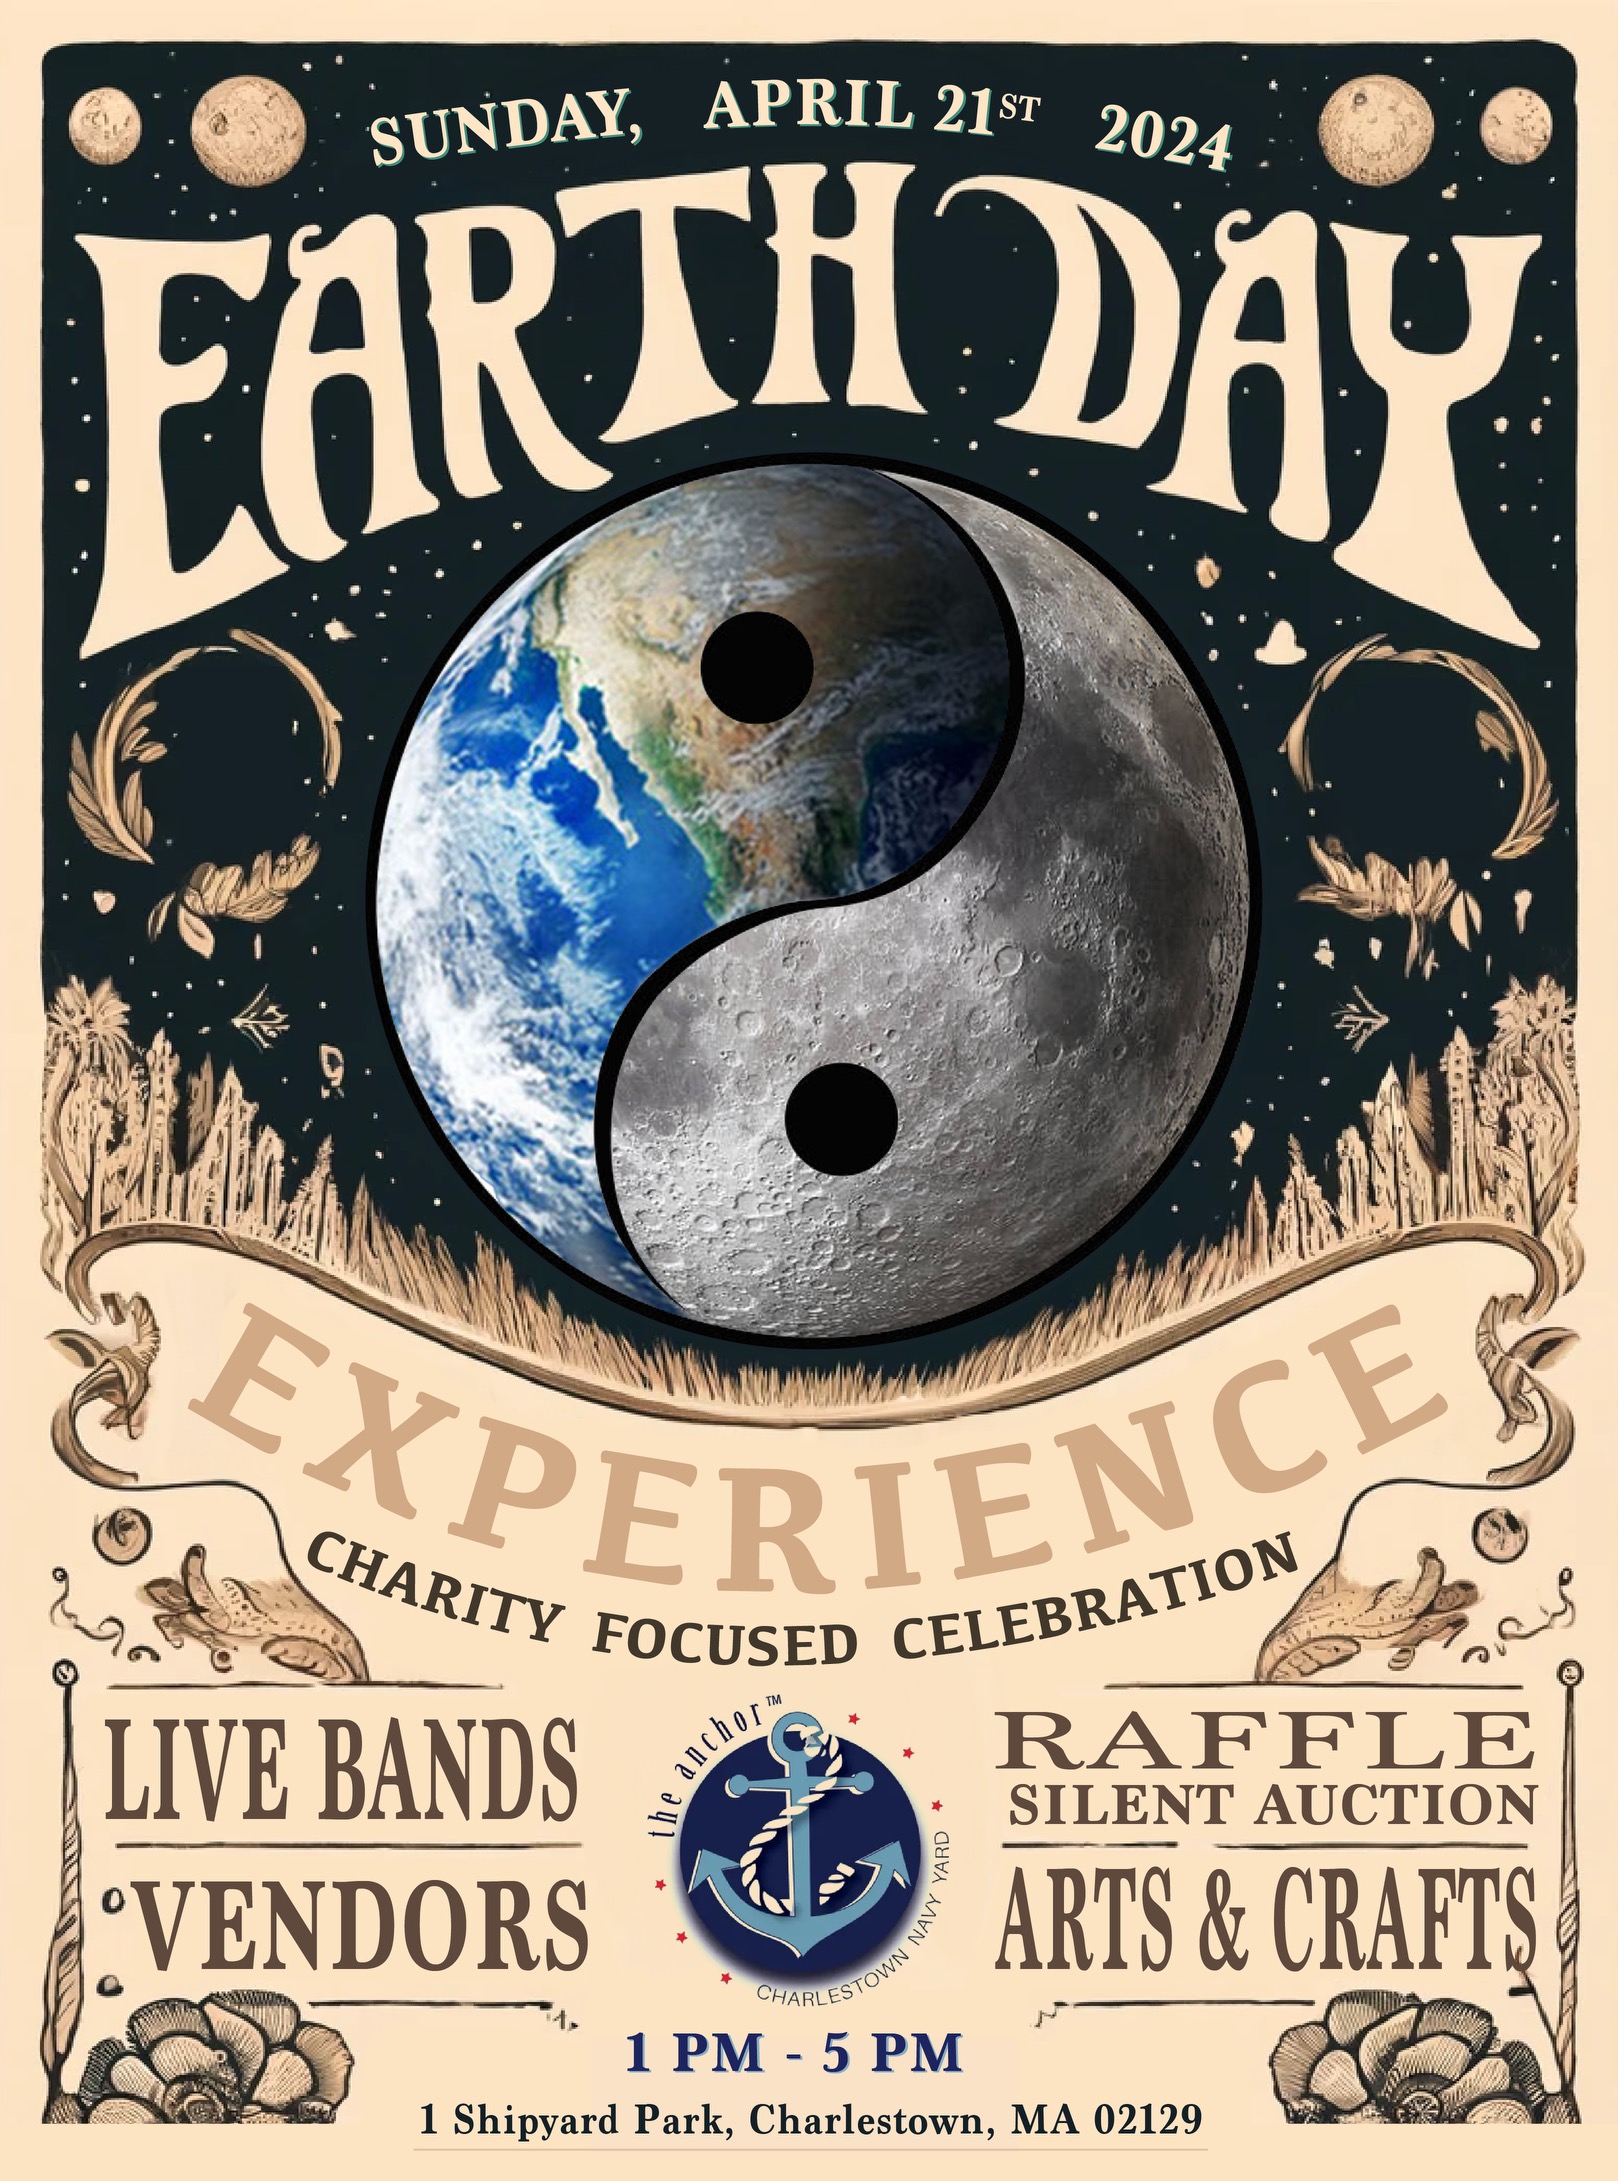 SUNDAY, APRIL 21ST 2024
EARTH DAY
EXPERIENCE
CHARITY FOCUSED CELEBRATION
LIVE BANDS
VENDORS
the anchor™
CHARLESTOWN NAVY YARD
RAFFLE
SILENT AUCTION
ARTS & CRAFTS
1 PM - 5 PM
1 Shipyard Park, Charlestown, MA 02129